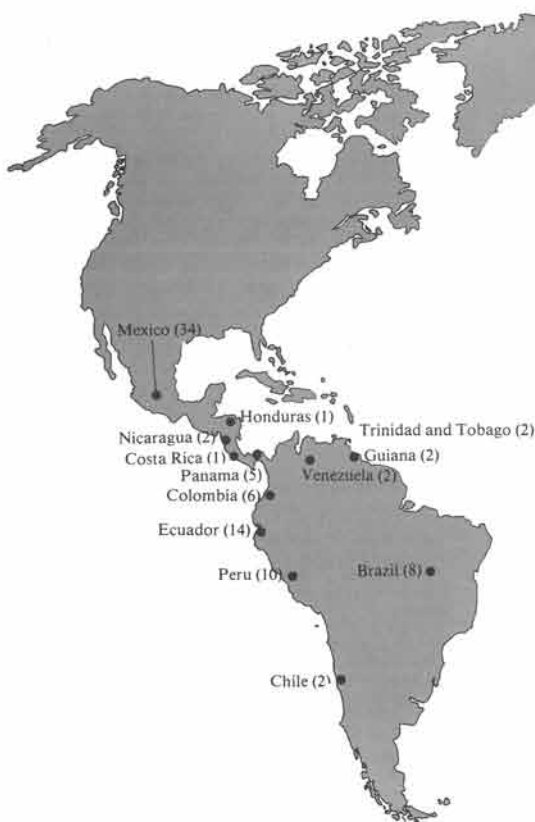 Mexico (34)
Honduras (1)
Trinidad and Tobago (2)
Nicaragua (2)
Costa Rica (1)
Guiana (2)
Panama (5)
Venezuela (2)
Colombia (6)
Ecuador (14)
Peru (10)
Brazil (8)
Chile (2)